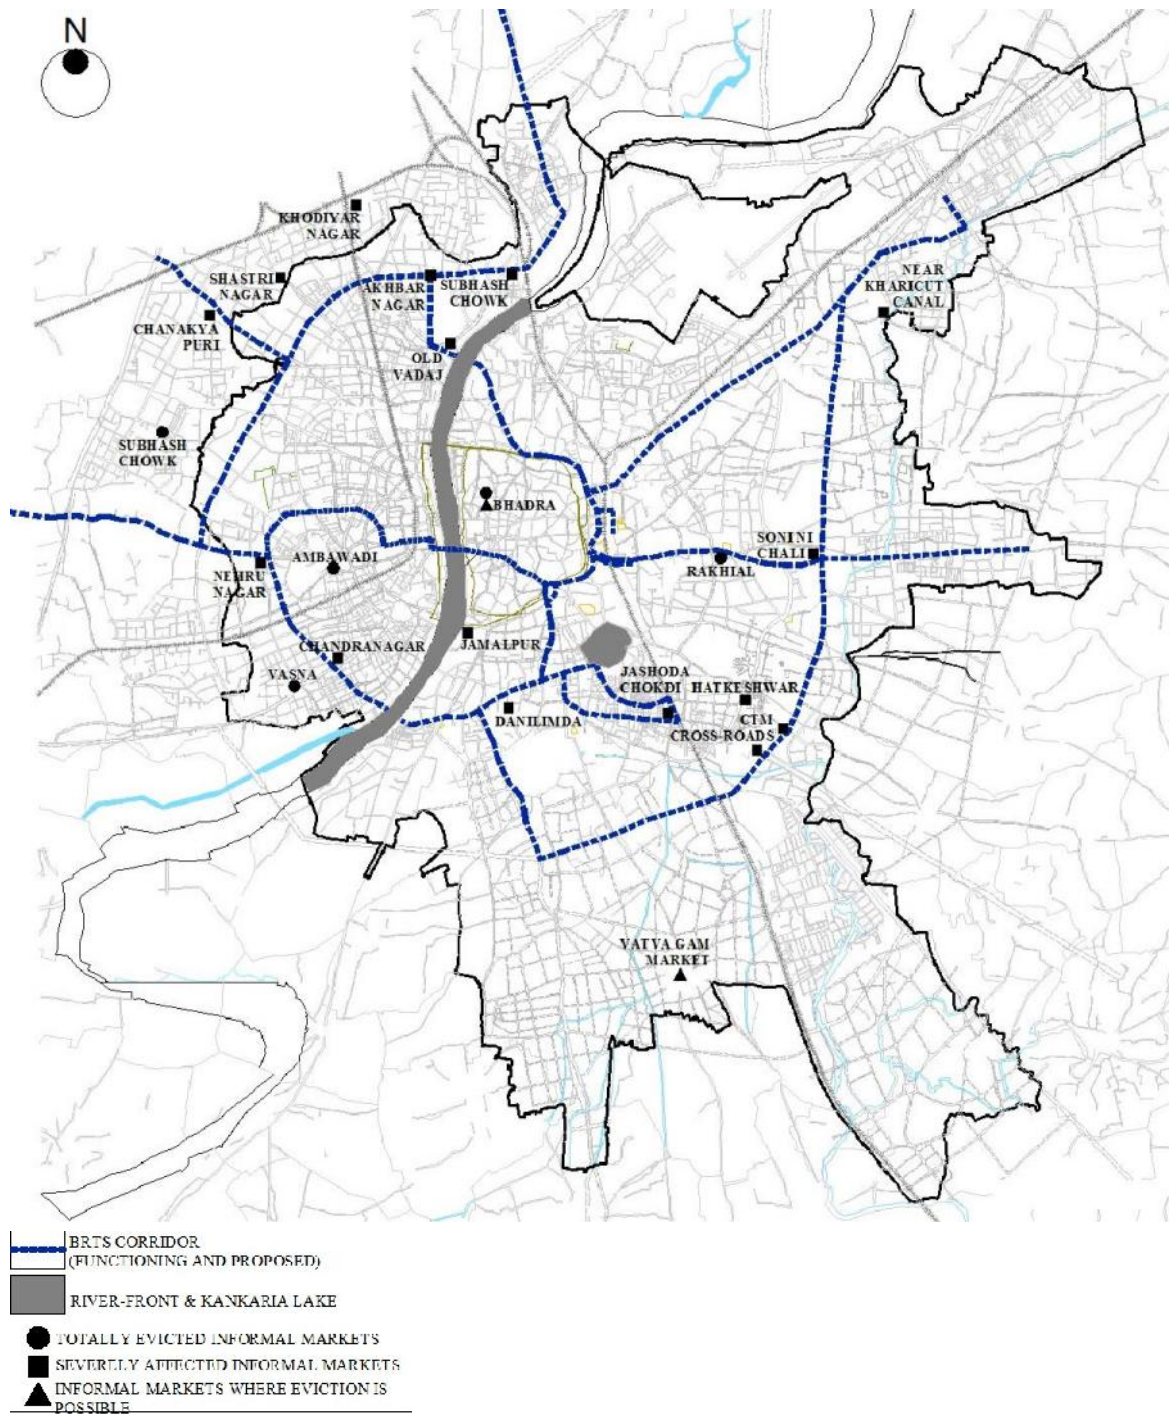 N
KHODIYAR
NAGAR
SHASTRI
NAGAR
AKHBAR
NAGAR
SUBHASH
CHOWK
NEAR
KHARICUT
CANAL
CHANAKYA
PURI
OLD
VADAJ
SUBHASH
CHOWK
BHADRA
SONINI
CHALI
AMBAWADI
RAKHIAL
NEHRU
NAGAR
CHANDRANAGAR
JAMALPUR
VASNA
JASHODA
CHOKDI
HATKESHWAR
DANILIMDA
CTM
CROSS-ROADS
VATVA GAM
MARKET
BRTS CORRIDOR
(FUNCTIONING AND PROPOSED)
RIVER-FRONT & KANKARIA LAKE
TOTALLY EVICTED INFORMAL MARKETS
SEVERELY AFFECTED INFORMAL MARKETS
INFORMAL MARKETS WHERE EVICTION IS
POSSIBLE